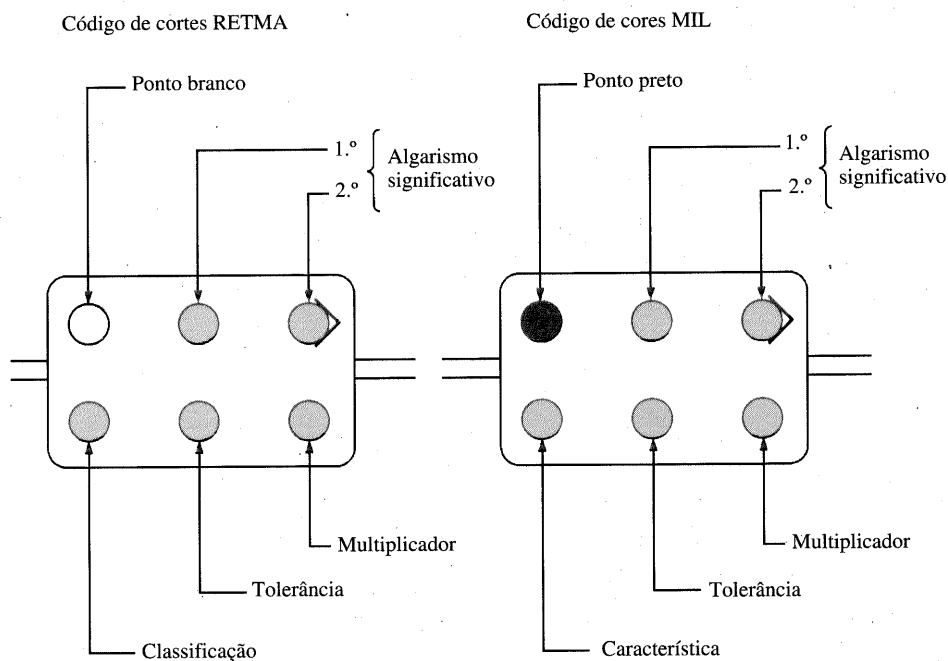 Código de cortes RETMA
Ponto branco
1.º
2.º
Algarismo
significativo
Multiplicador
Tolerância
Classificação
Código de cores MIL
Ponto preto
1.º
2.º
Algarismo
significativo
Multiplicador
Tolerância
Característica